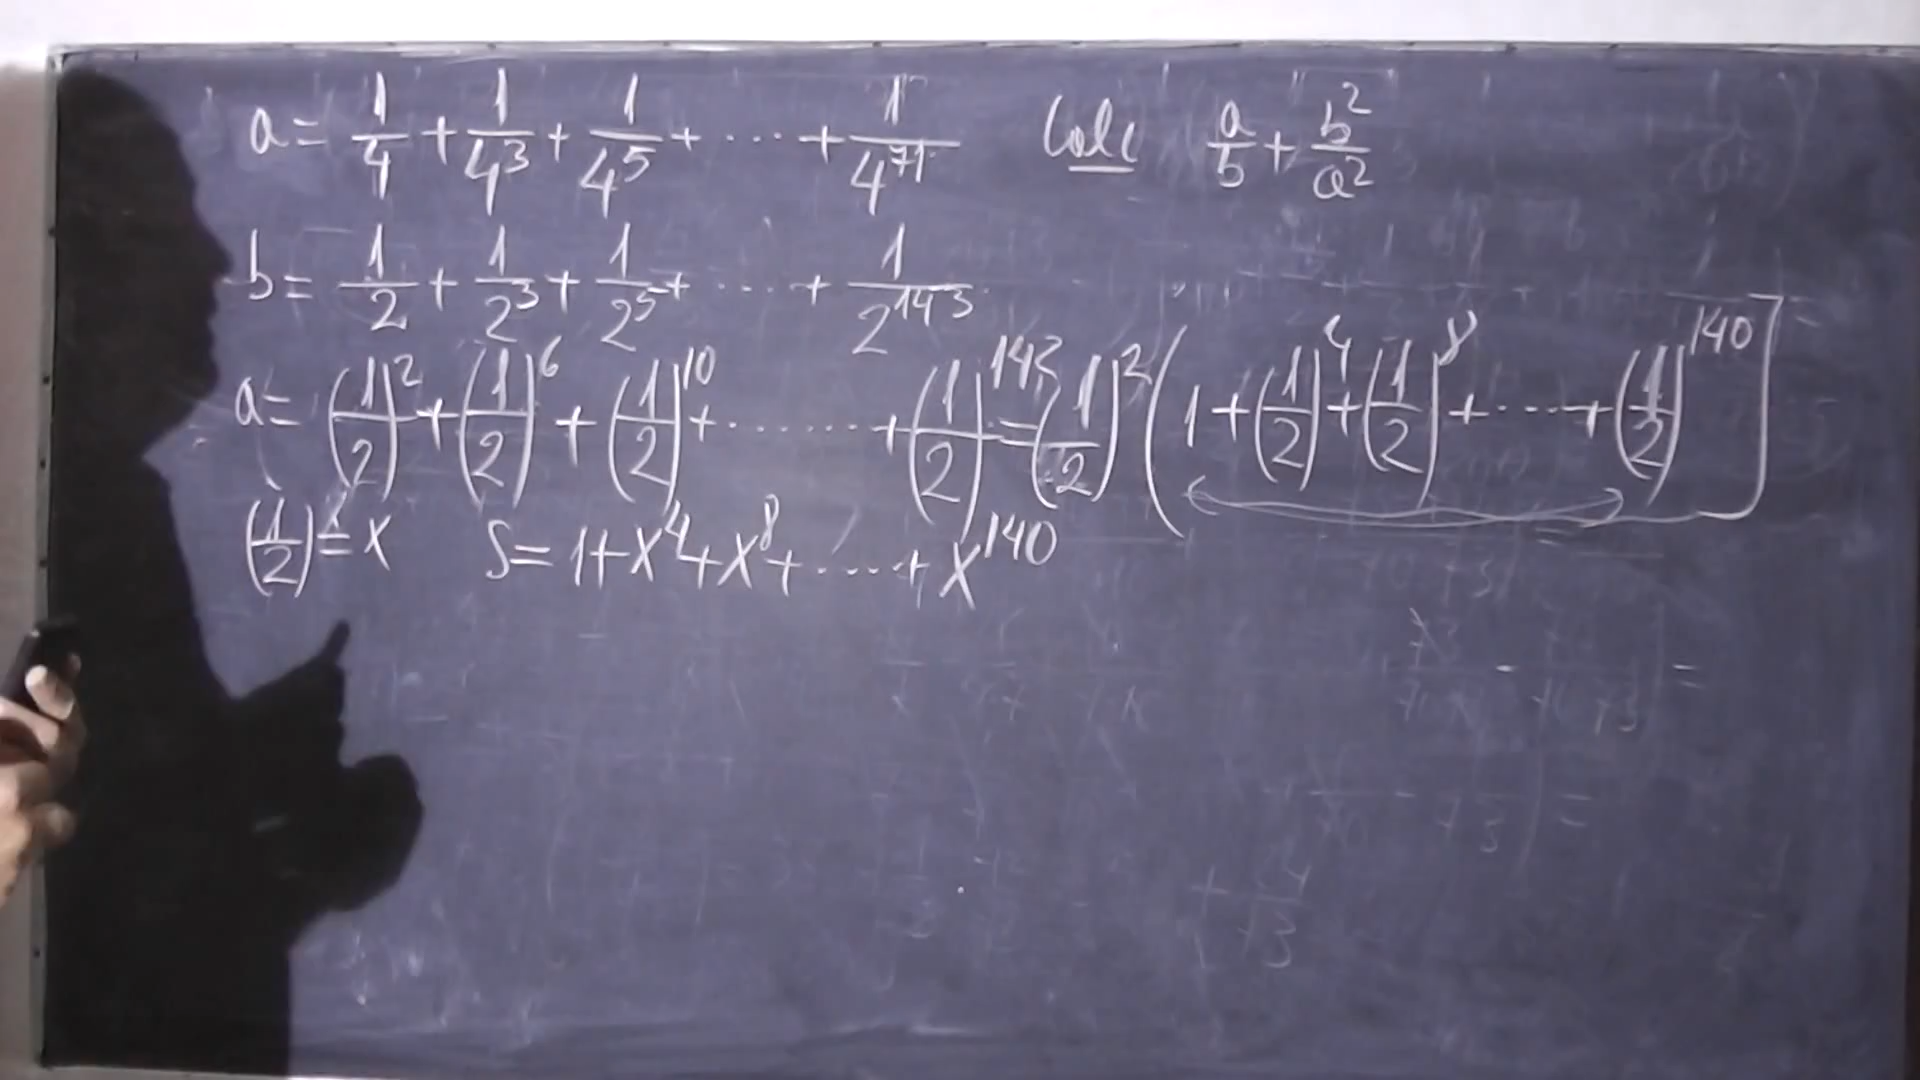 a = 1/4 + 1/4³ + 1/4⁵ + ..... + 1/4⁷¹ Calc a/b + b²/a²
b = 1/2 + 1/2³ + 1/2⁵ + ..... + 1/2¹⁴³
a = (1/2)² + (1/2)⁶ + (1/2)¹⁰ + ........ + (1/2)¹⁴² = (1/2)² (1 + (1/2)⁴ + (1/2)⁸ + ..... + (1/2)¹⁴⁰]
(1/2) = x S = 1 + x⁴ + x⁸ + ..... + x¹⁴⁰